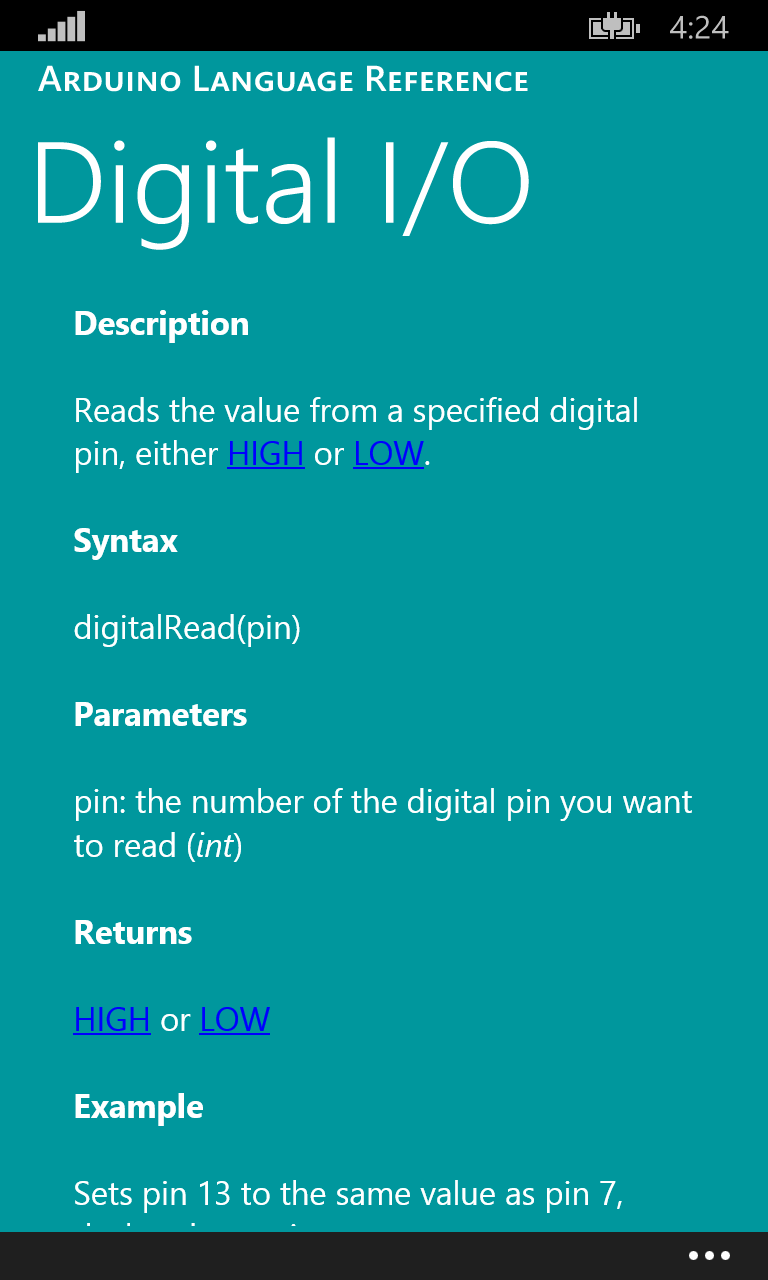 4:24
Arduino Language Reference
Digital I/O
Description
Reads the value from a specified digital
pin, either HIGH or LOW.
Syntax
digitalRead(pin)
Parameters
pin: the number of the digital pin you want
to read (int)
Returns
HIGH or LOW
Example
Sets pin 13 to the same value as pin 7,